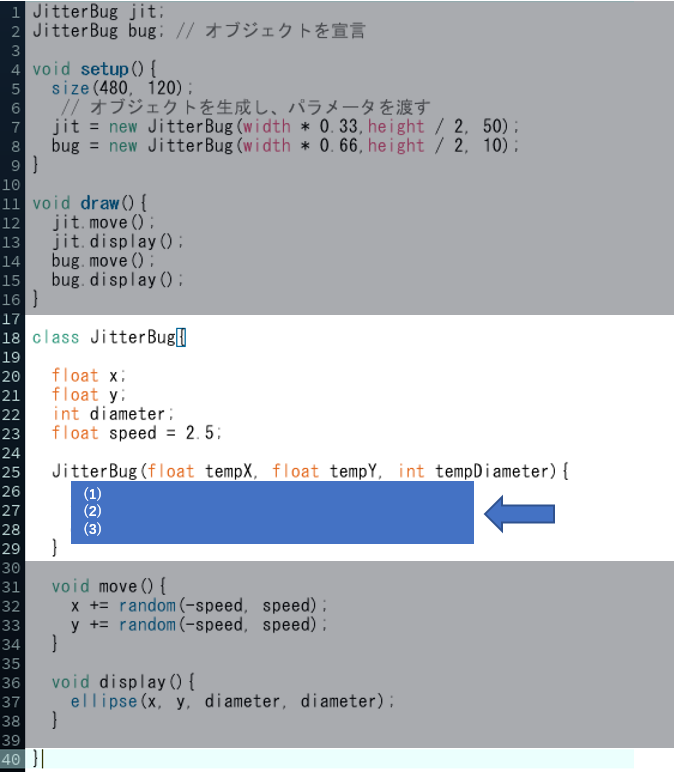 1 JitterBug jit;
2 JitterBug bug; // オブジェクトを宣言
3
4 void setup(){
5   size(480, 120);
6    // オブジェクトを生成し、パラメータを渡す
7   jit = new JitterBug(width * 0.33,height / 2, 50);
8   bug = new JitterBug(width * 0.66,height / 2, 10);
9 }
10
11 void draw(){
12   jit.move();
13   jit.display();
14   bug.move();
15   bug.display();
16 }
17
18 class JitterBug{
19
20   float x;
21   float y;
22   int diameter;
23   float speed = 2.5;
24
25   JitterBug(float tempX, float tempY, int tempDiameter){
26     (1)
27     (2)
28     (3)
29   }
30
31   void move(){
32     x += random(-speed, speed);
33     y += random(-speed, speed);
34   }
35
36   void display(){
37     ellipse(x, y, diameter, diameter);
38   }
39
40 }